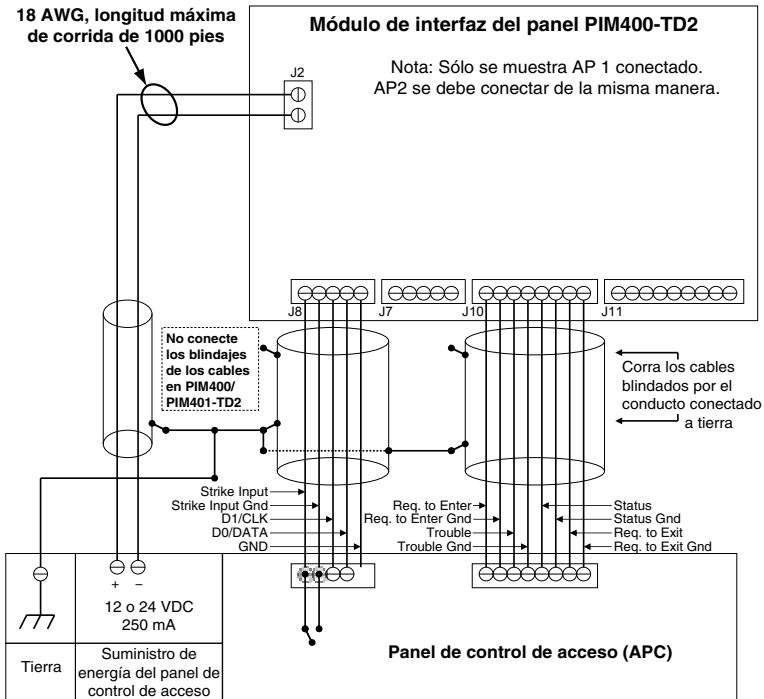 18 AWG, longitud máxima
de corrida de 1000 pies
Módulo de interfaz del panel PIM400-TD2
Nota: Sólo se muestra AP 1 conectado.
AP2 se debe conectar de la misma manera.
J2
J8
J7
J10
J11
No conecte
los blindajes
de los cables
en PIM400/
PIM401-TD2
Corra los cables
blindados por el
conducto conectado
a tierra
Strike Input
Strike Input Gnd
D1/CLK
D0/DATA
GND
Req. to Enter
Req. to Enter Gnd
Trouble
Trouble Gnd
Status
Status Gnd
Req. to Exit
Req. to Exit Gnd
+ –
12 o 24 VDC
250 mA
Tierra
Suministro de
energía del panel de
control de acceso
Panel de control de acceso (APC)